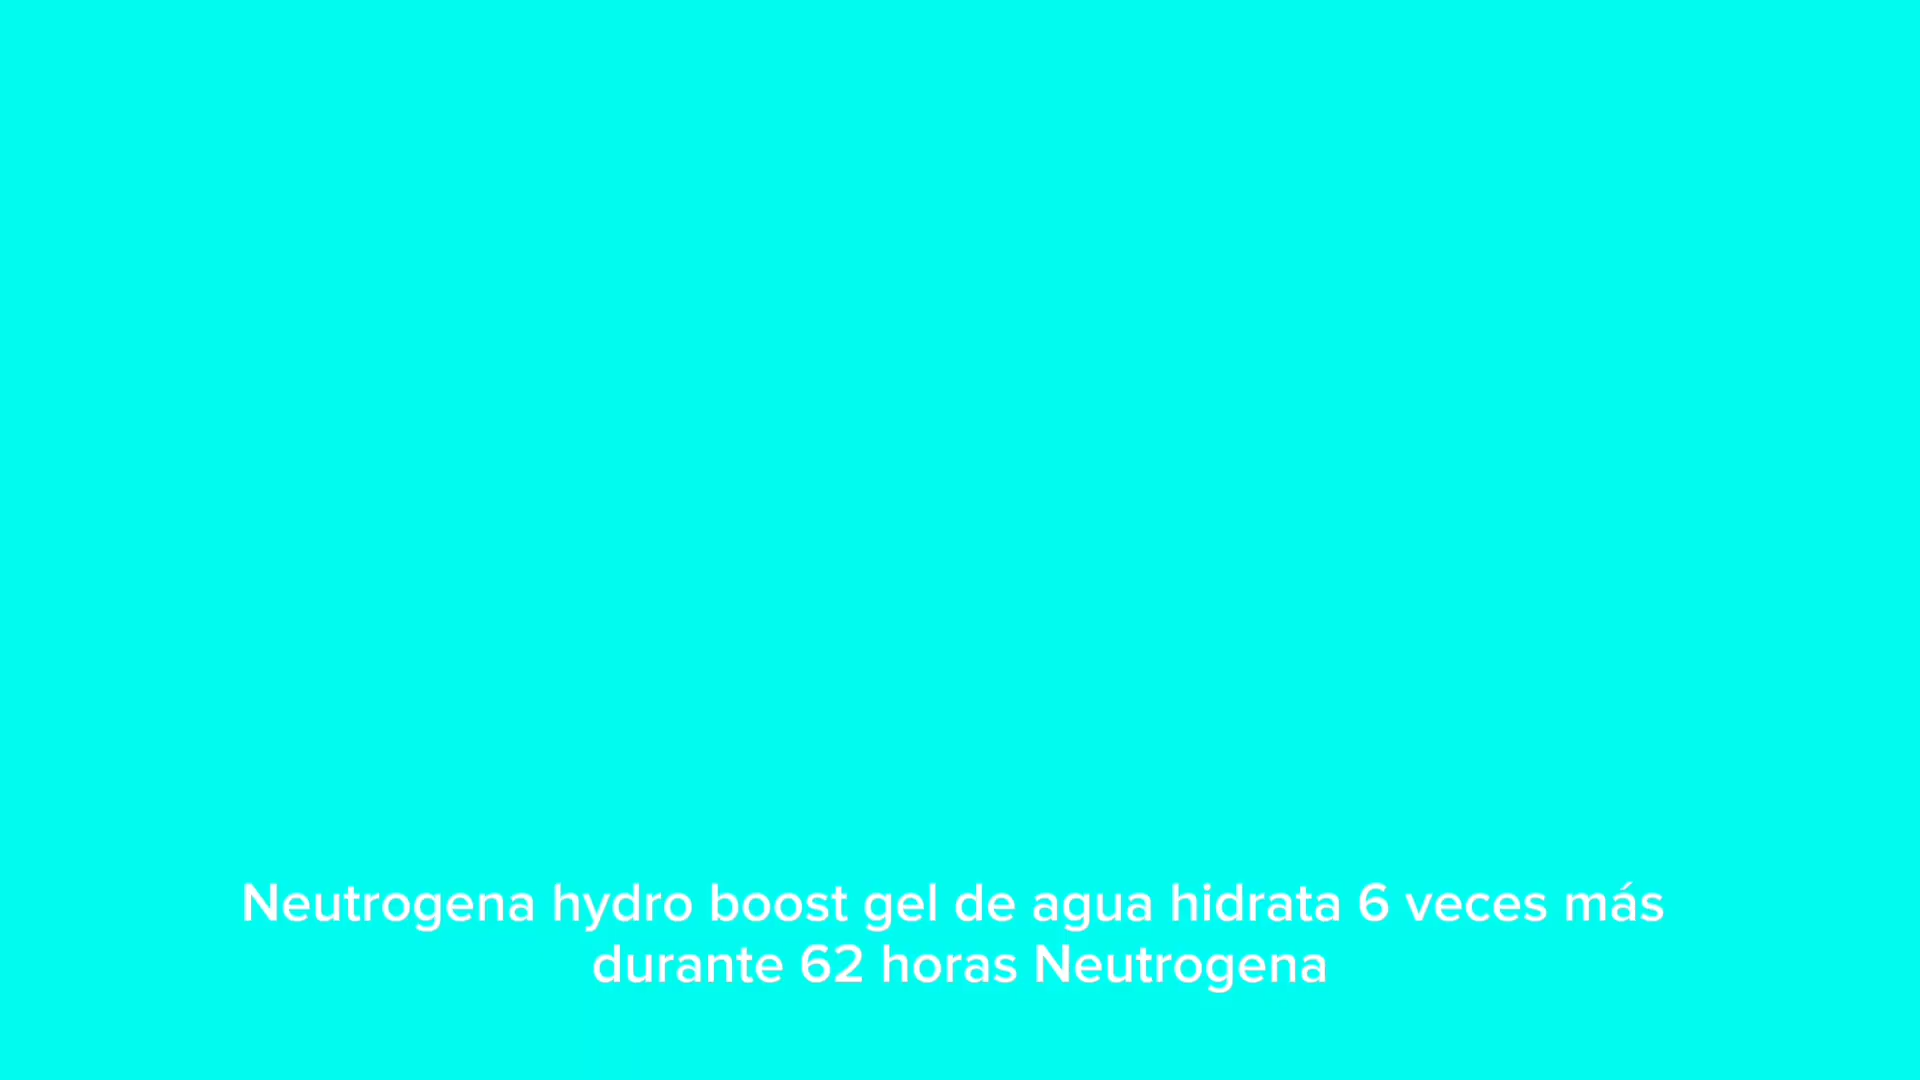 Neutrogena hydro boost gel de agua hidrata 6 veces más
durante 62 horas Neutrogena